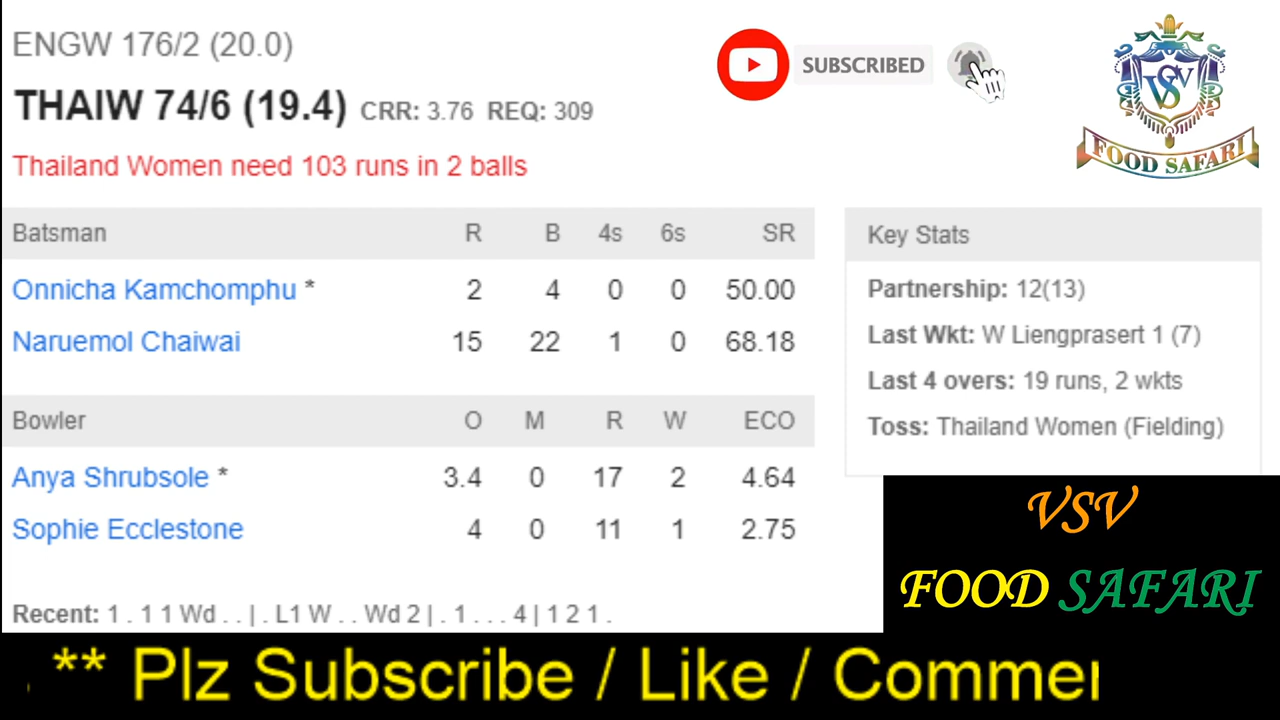 ENGW 176/2 (20.0)
THAIW 74/6 (19.4) CRR: 3.76 REQ: 309
Thailand Women need 103 runs in 2 balls
SUBSCRIBED
VSV
FOOD SAFARI
Batsman R B 4s 6s SR
Onnicha Kamchomphu * 2 4 0 0 50.00
Naruemol Chaiwai 15 22 1 0 68.18
Bowler O M R W ECO
Anya Shrubsole * 3.4 0 17 2 4.64
Sophie Ecclestone 4 0 11 1 2.75
Recent: 1 . 1 1 Wd . . | . L1 W . . Wd 2 | . 1 . . . 4 | 1 2 1 .
Key Stats
Partnership: 12(13)
Last Wkt: W Liengprasert 1 (7)
Last 4 overs: 19 runs, 2 wkts
Toss: Thailand Women (Fielding)
VSV
FOOD SAFARI
** Plz Subscribe / Like / Commer